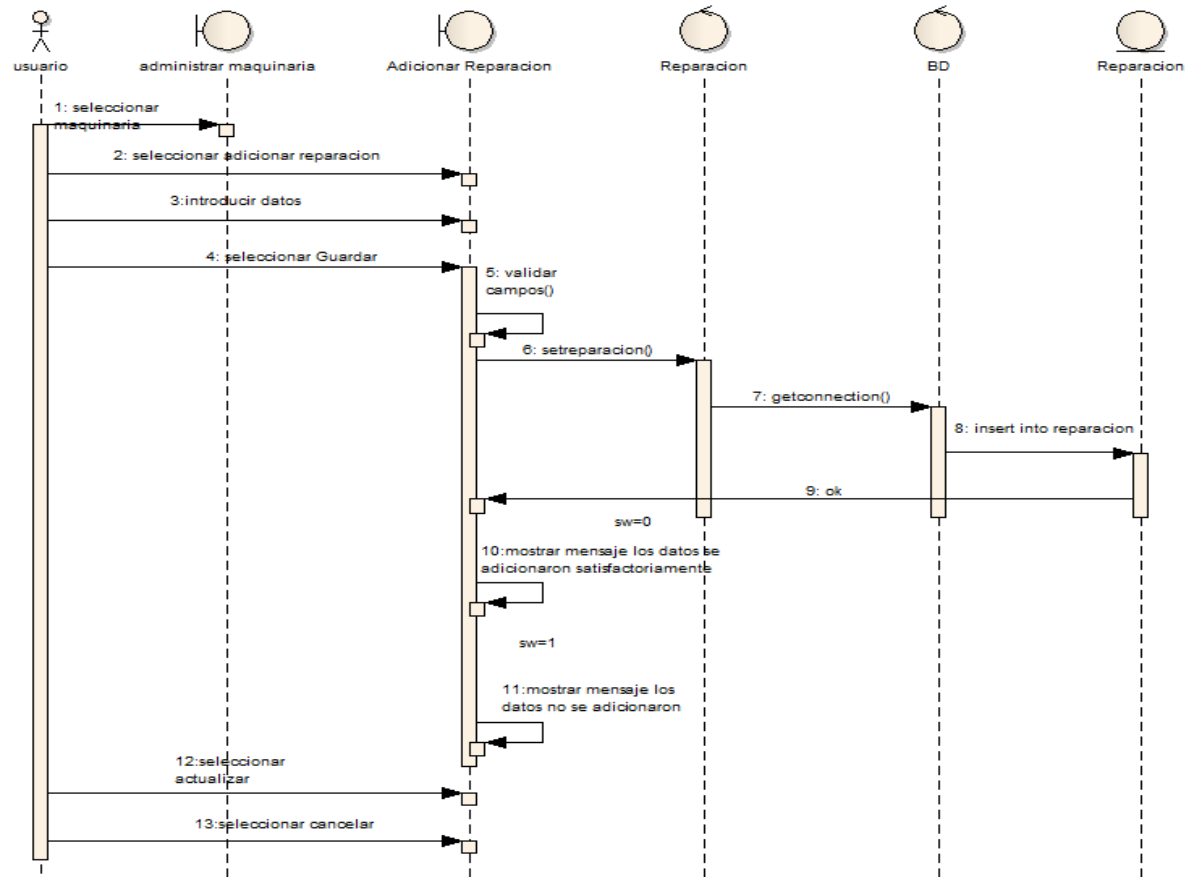 usuario
administrar maquinaria
Adicionar Reparacion
Reparacion
BD
Reparacion
1: seleccionar
maquinaria
2: seleccionar adicionar reparacion
3:introducir datos
4: seleccionar Guardar
5: validar
campos()
6: setreparacion()
7: getconnection()
8: insert into reparacion
9: ok
sw=0
10:mostrar mensaje los datos se
adicionaron satisfactoriamente
sw=1
11:mostrar mensaje los
datos no se adicionaron
12:seleccionar
actualizar
13:seleccionar cancelar